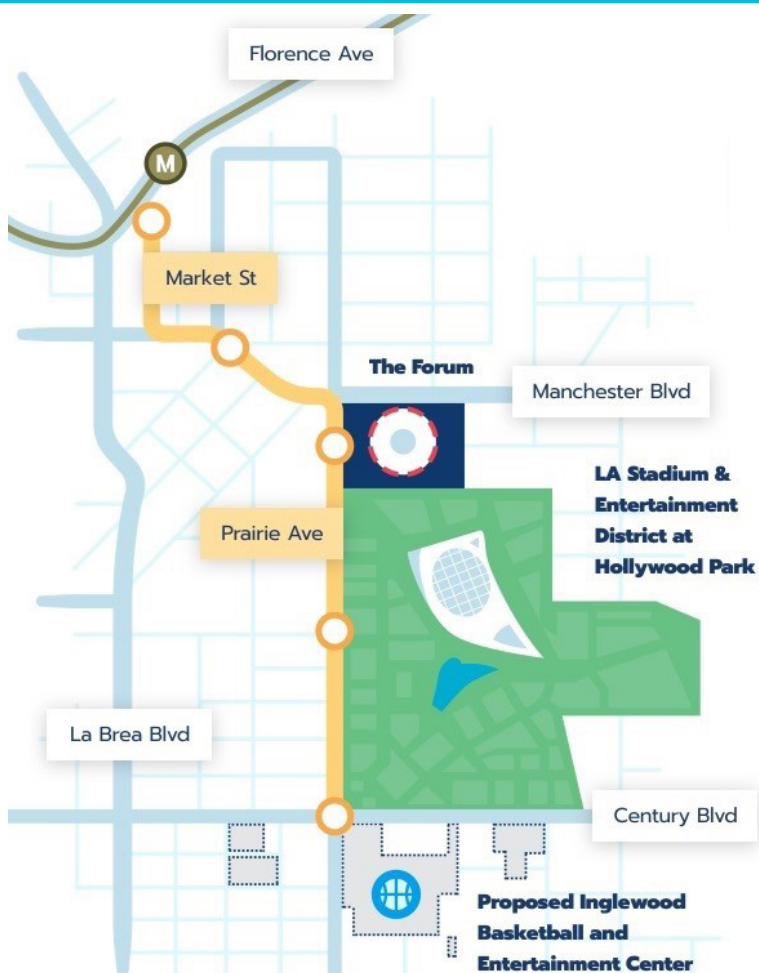 Florence Ave
M
Market St
The Forum
Manchester Blvd
LA Stadium &
Entertainment
District at
Hollywood Park
Prairie Ave
La Brea Blvd
Century Blvd
Proposed Inglewood
Basketball and
Entertainment Center